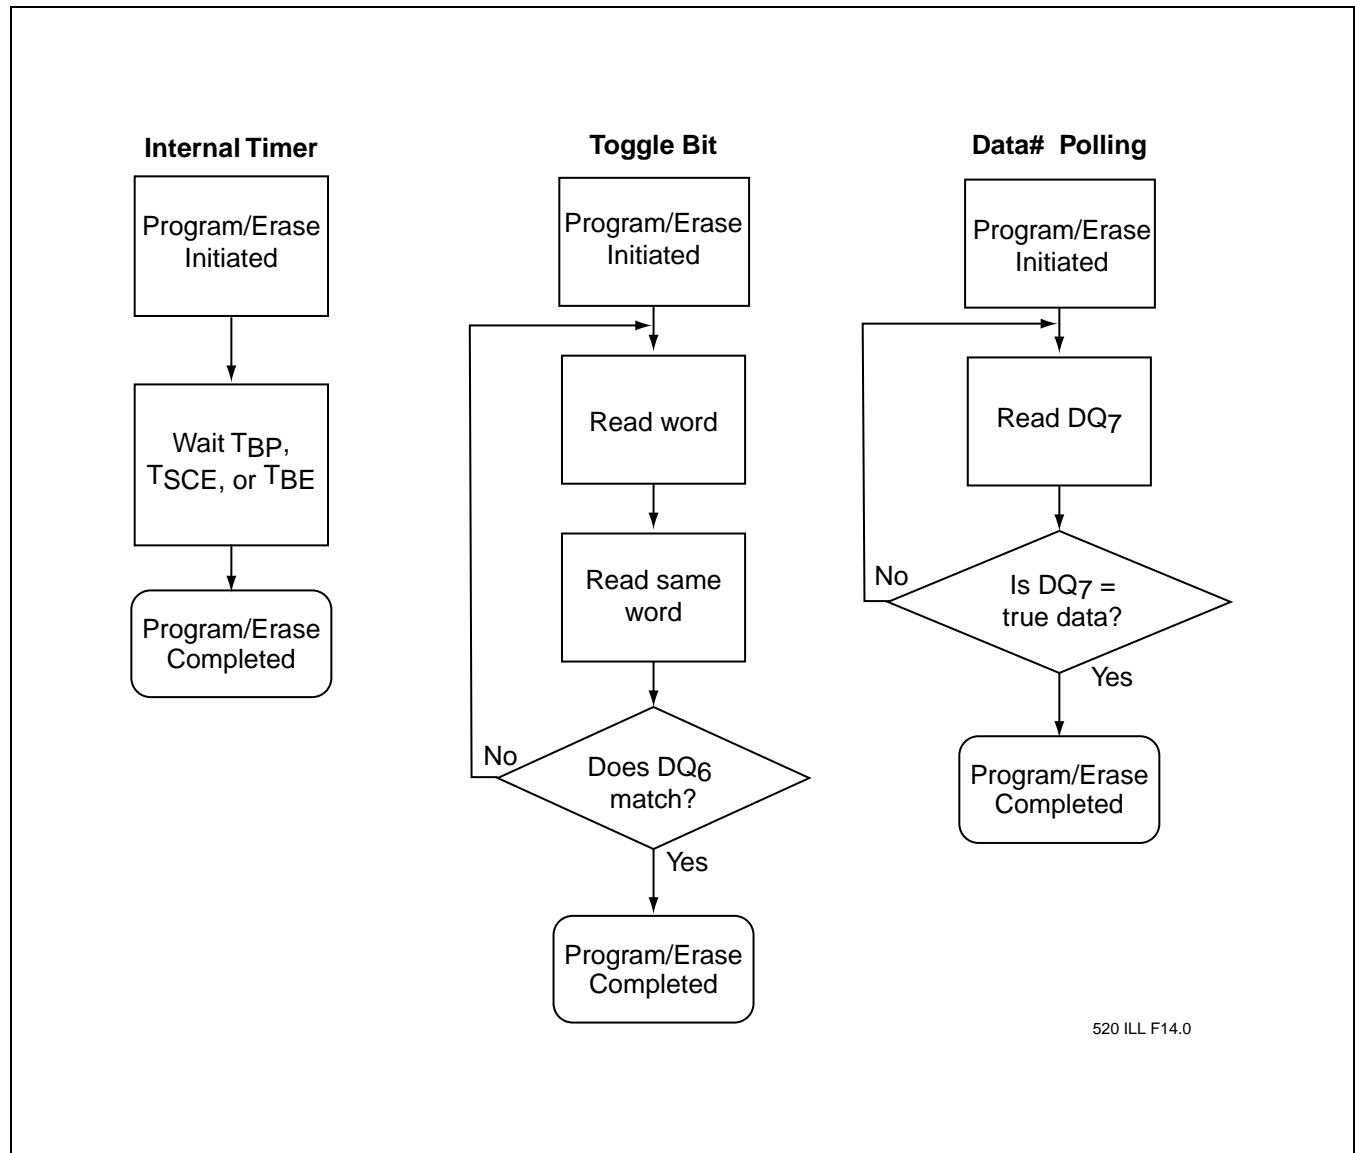 Internal Timer
Program/Erase
Initiated
Wait TBP,
TSCE, or TBE
Program/Erase
Completed
Toggle Bit
Program/Erase
Initiated
Read word
Read same
word
No
Does DQ6
match?
Yes
Program/Erase
Completed
Data# Polling
Program/Erase
Initiated
Read DQ7
No
Is DQ7 =
true data?
Yes
Program/Erase
Completed
520 ILL F14.0